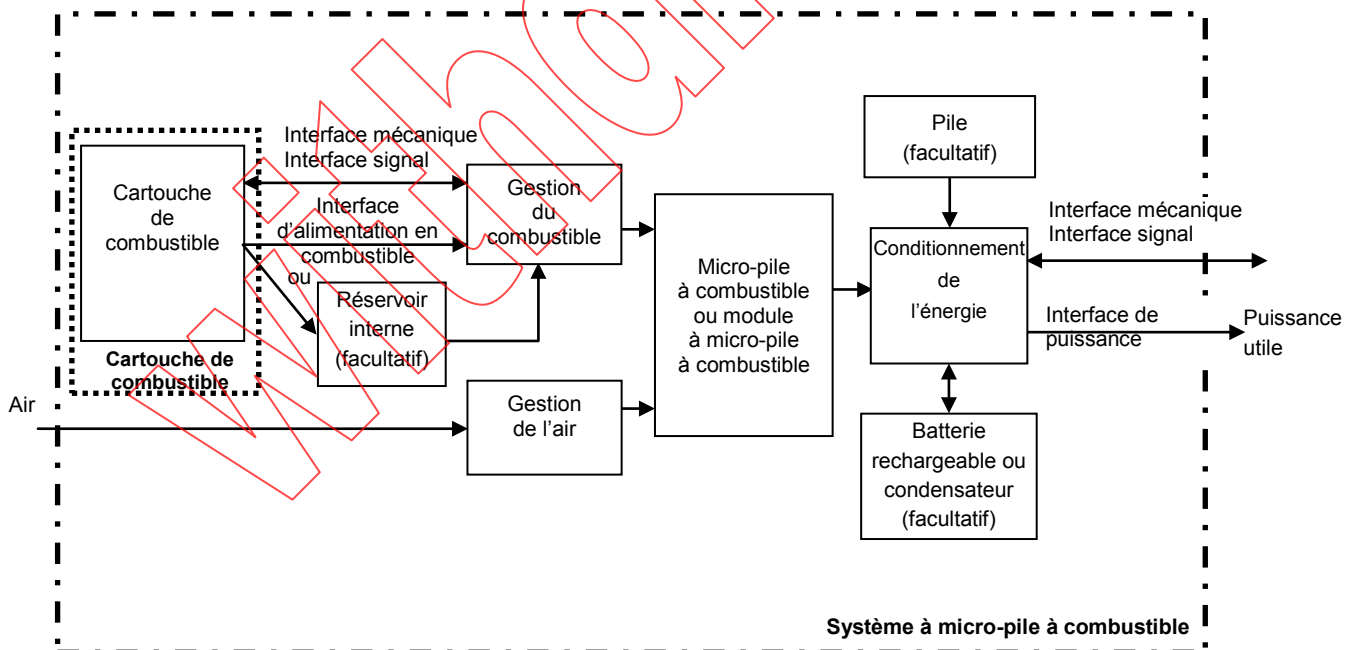 Interface mécanique
Interface signal
Cartouche
de
combustible
Interface
d'alimentation en
combustible
ou
Réservoir
interne
(facultatif)
Cartouche de
combustible
Gestion
du
combustible
Air
Gestion
de l'air
Micro-pile
à combustible
ou module
à micro-pile
à combustible
Pile
(facultatif)
Conditionnement
de
l'énergie
Interface mécanique
Interface signal
Interface de
puissance
Puissance
utile
Batterie
rechargeable ou
condensateur
(facultatif)
Système à micro-pile à combustible